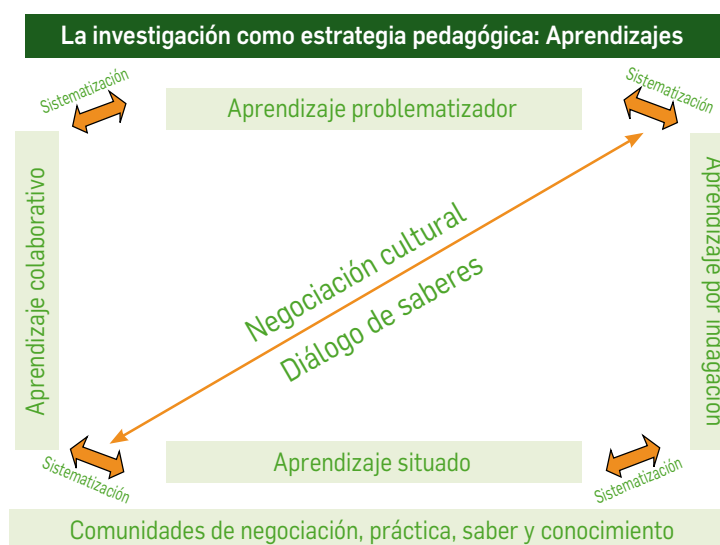 La investigación como estrategia pedagógica: Aprendizajes
Sistematización
Sistematización
Aprendizaje problematizador
Aprendizaje colaborativo
Aprendizaje por indagación
Negociación cultural
Diálogo de saberes
Aprendizaje situado
Sistematización
Sistematización
Comunidades de negociación, práctica, saber y conocimiento